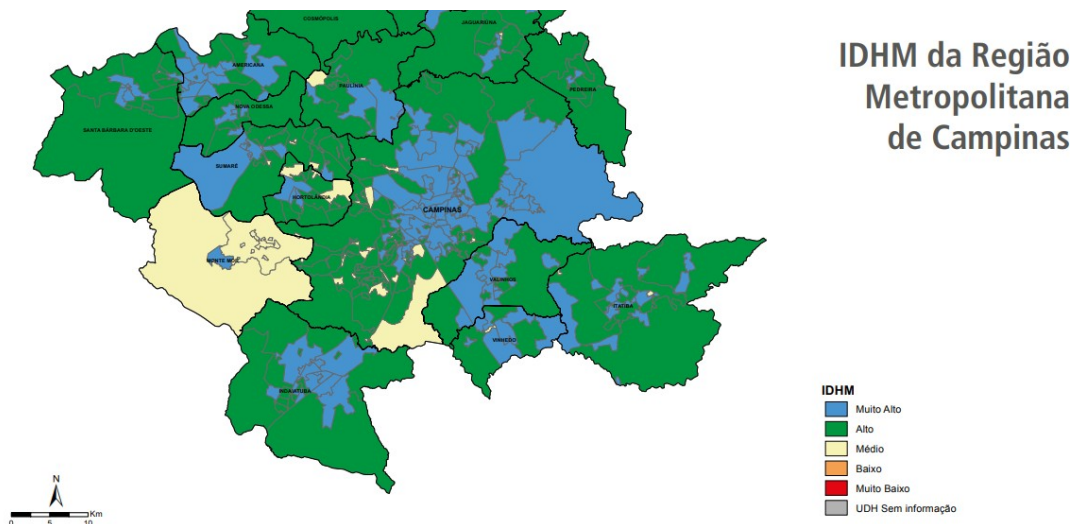 COSMÓPOLIS
JAGUARIÚNA
AMERICANA
PAULÍNIA
PEDREIRA
NOVA ODESSA
SANTA BÁRBARA D'OESTE
SUMARÉ
HORTOLÂNDIA
CAMPINAS
MONTE MOR
VALINHOS
ITATIBA
VINHEDO
INDAIATUBA
IDHM da Região
Metropolitana
de Campinas
IDHM
Muito Alto
Alto
Médio
Baixo
Muito Baixo
UDH Sem informação
N
Km
0 5 10